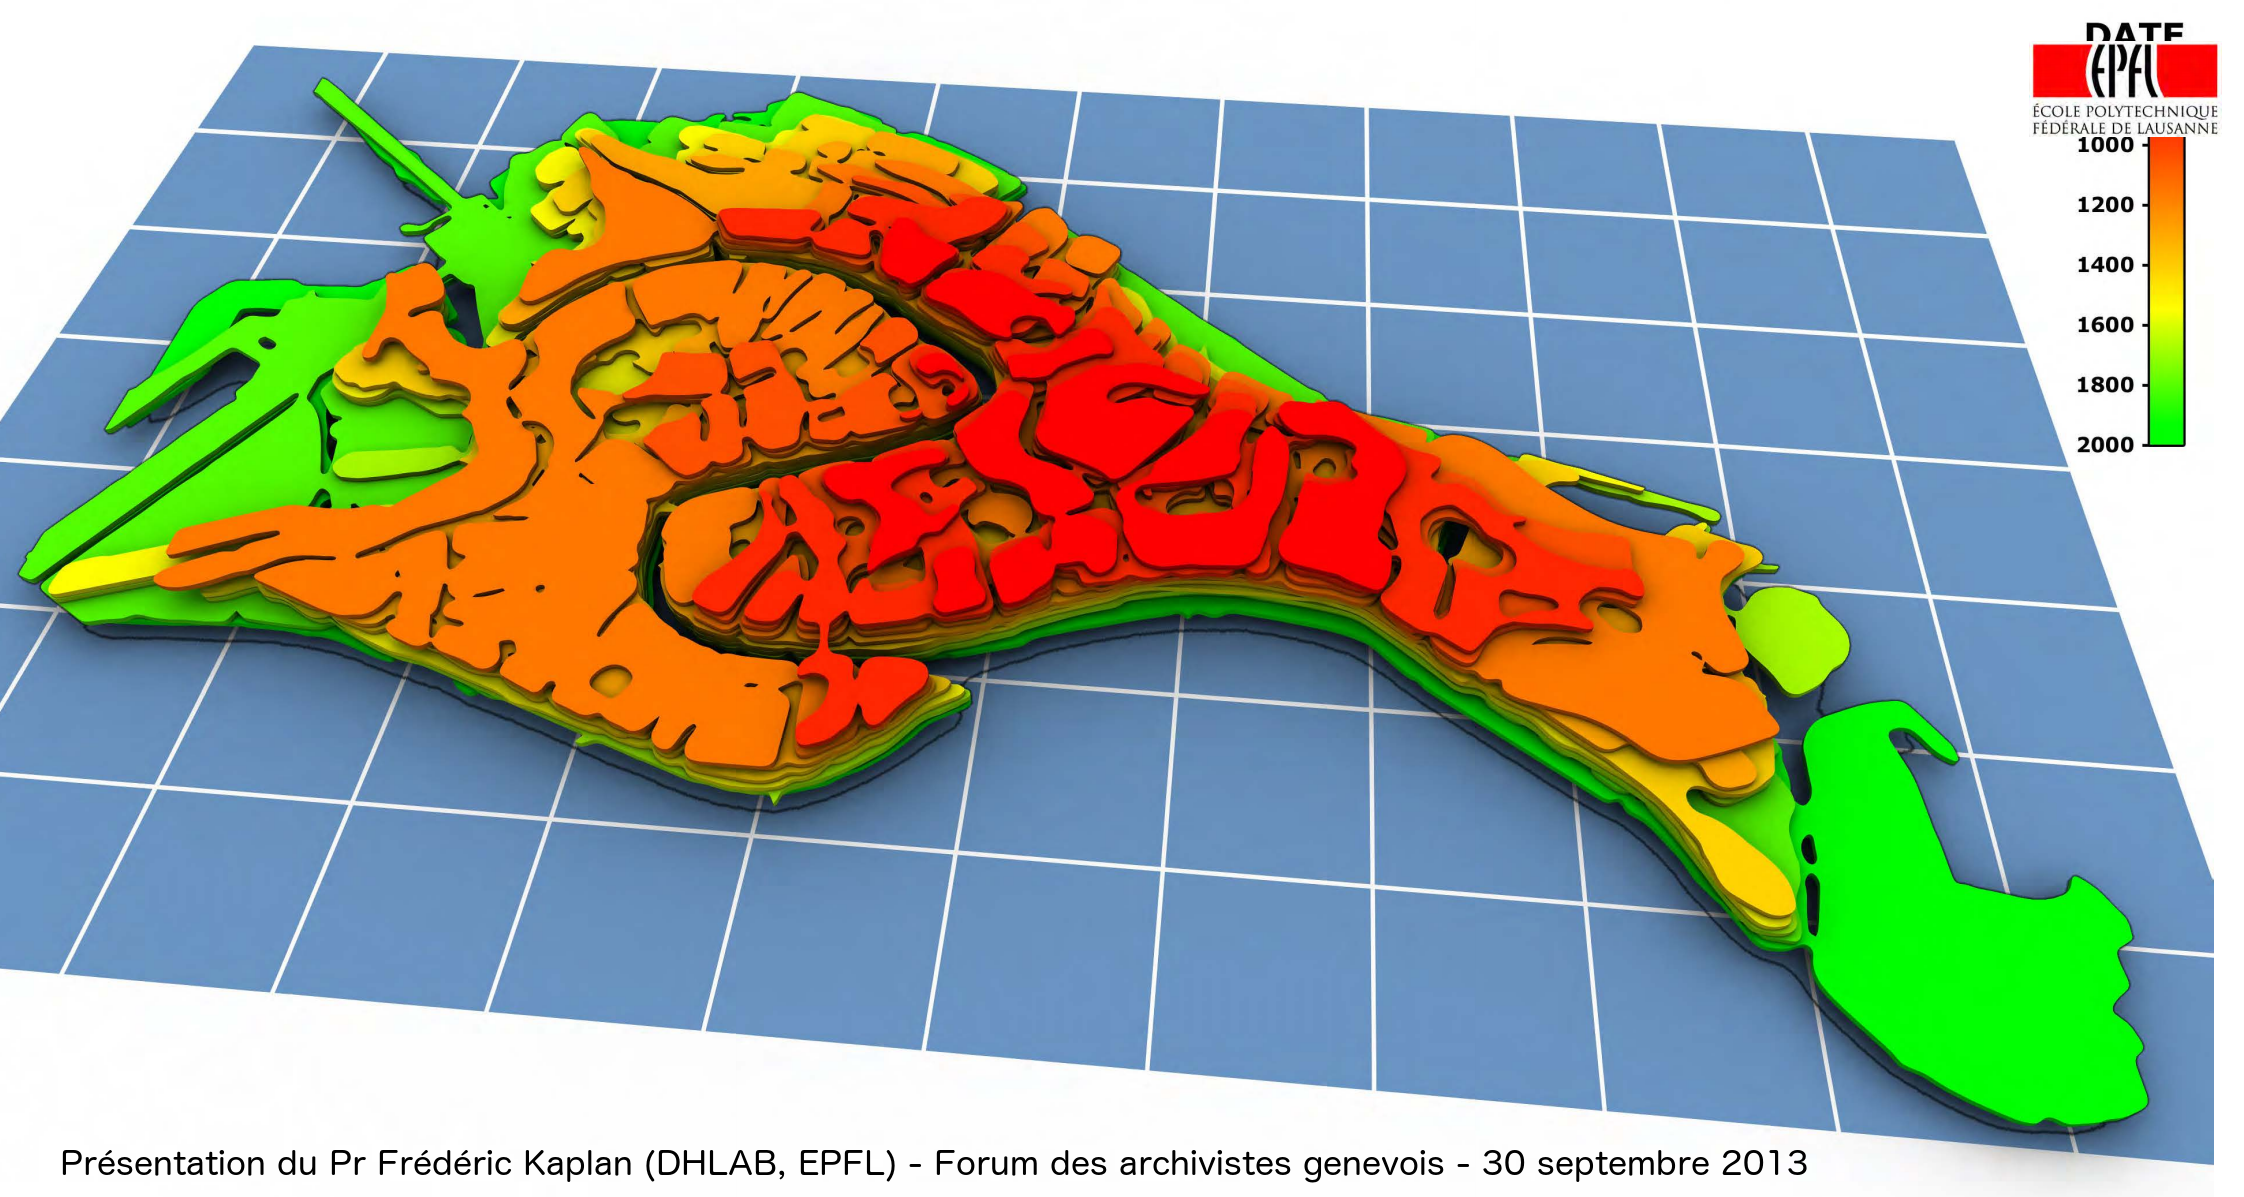 DATE
EPFL
ÉCOLE POLYTECHNIQUE
FÉDÉRALE DE LAUSANNE
1000
1200
1400
1600
1800
2000
Présentation du Pr Frédéric Kaplan (DHLAB, EPFL) - Forum des archivistes genevois - 30 septembre 2013